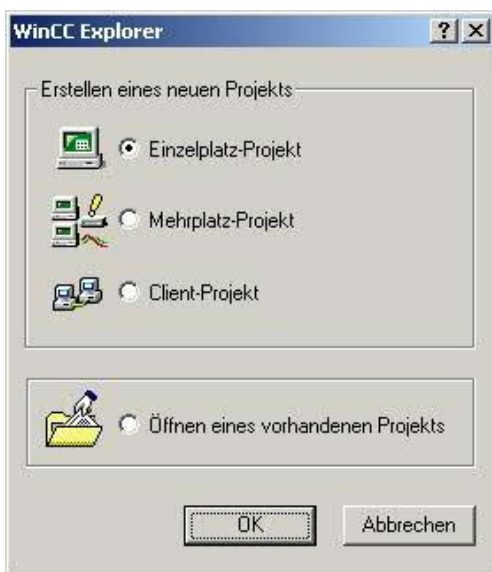 WinCC Explorer
Erstellen eines neuen Projekts
Einzelplatz-Projekt
Mehrplatz-Projekt
Client-Projekt
Öffnen eines vorhandenen Projekts
OK Abbrechen